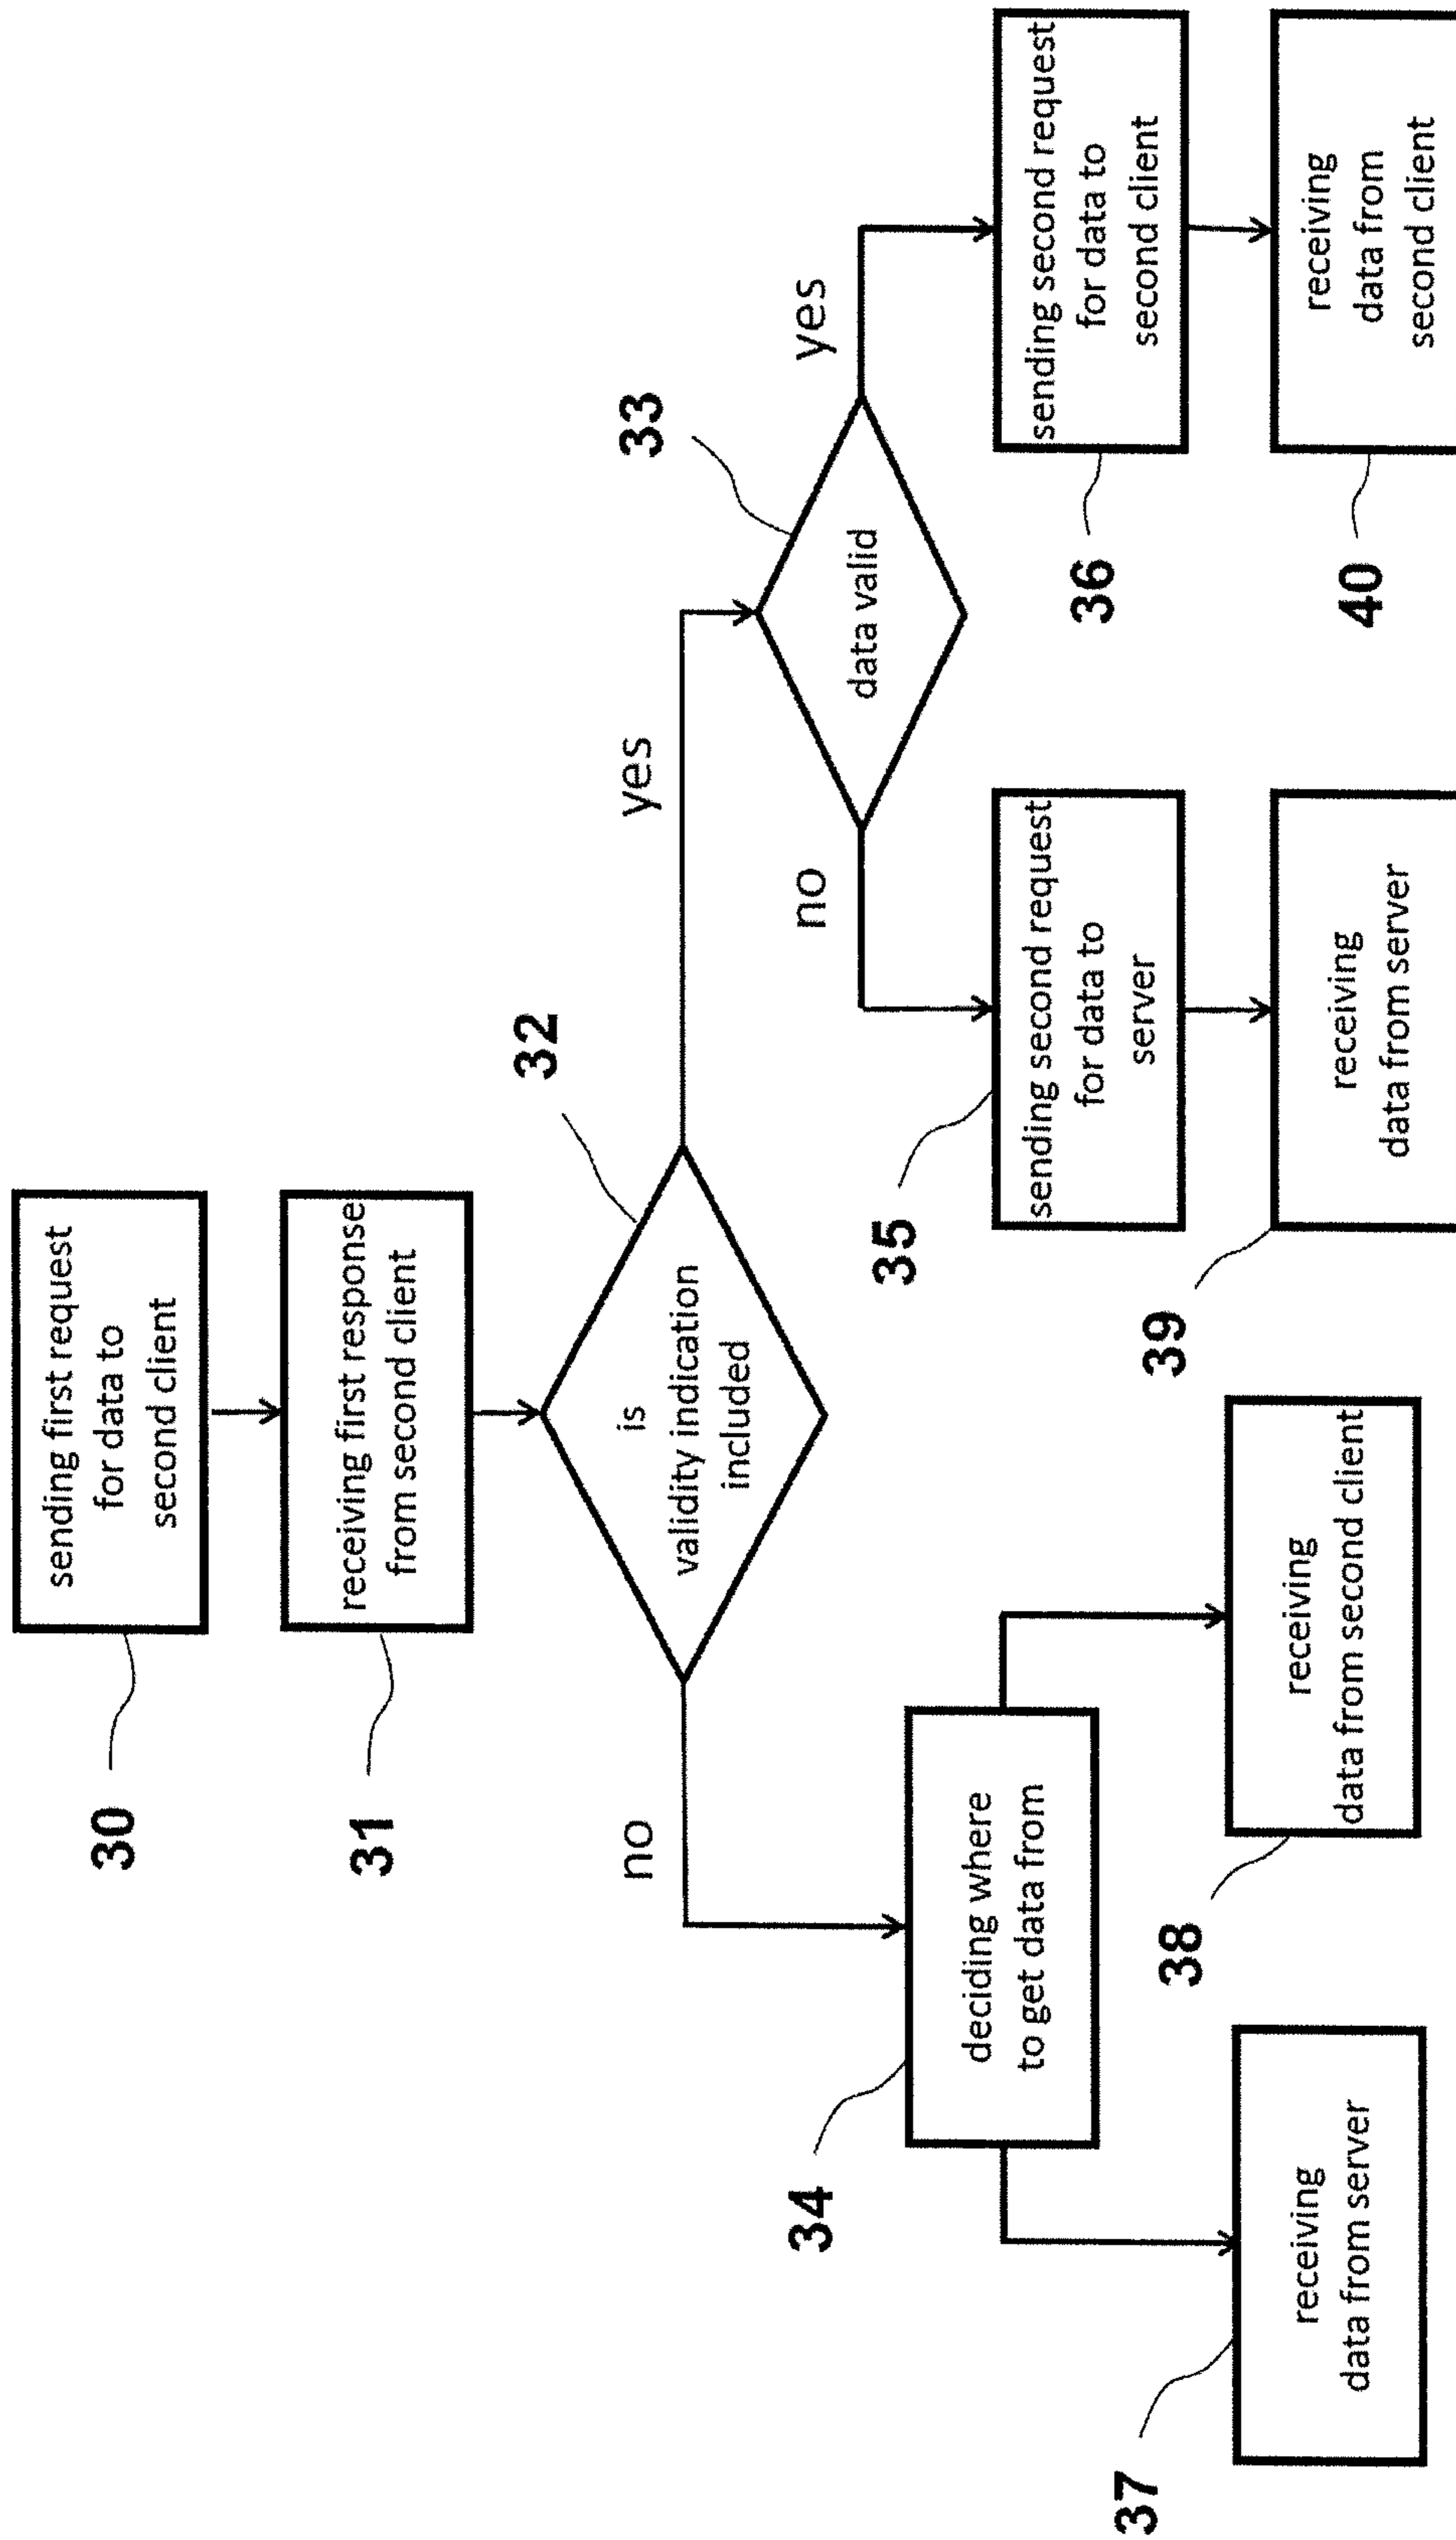 30
sending first request
for data to
second client
31
receiving first response
from second client
32
is
validity indication
included
no
yes
33
data valid
no
yes
34
deciding where
to get data from
35
sending second request
for data to
server
36
sending second request
for data to
second client
37
receiving
data from server
38
receiving
data from second client
39
receiving
data from server
40
receiving
data from
second client